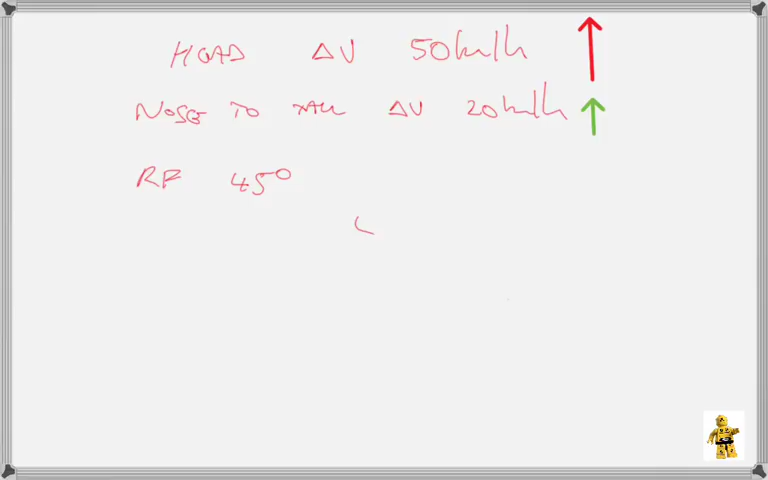 HEAD ΔV 50km/h
NOSE TO TAIL ΔV 20km/h
RF 45°